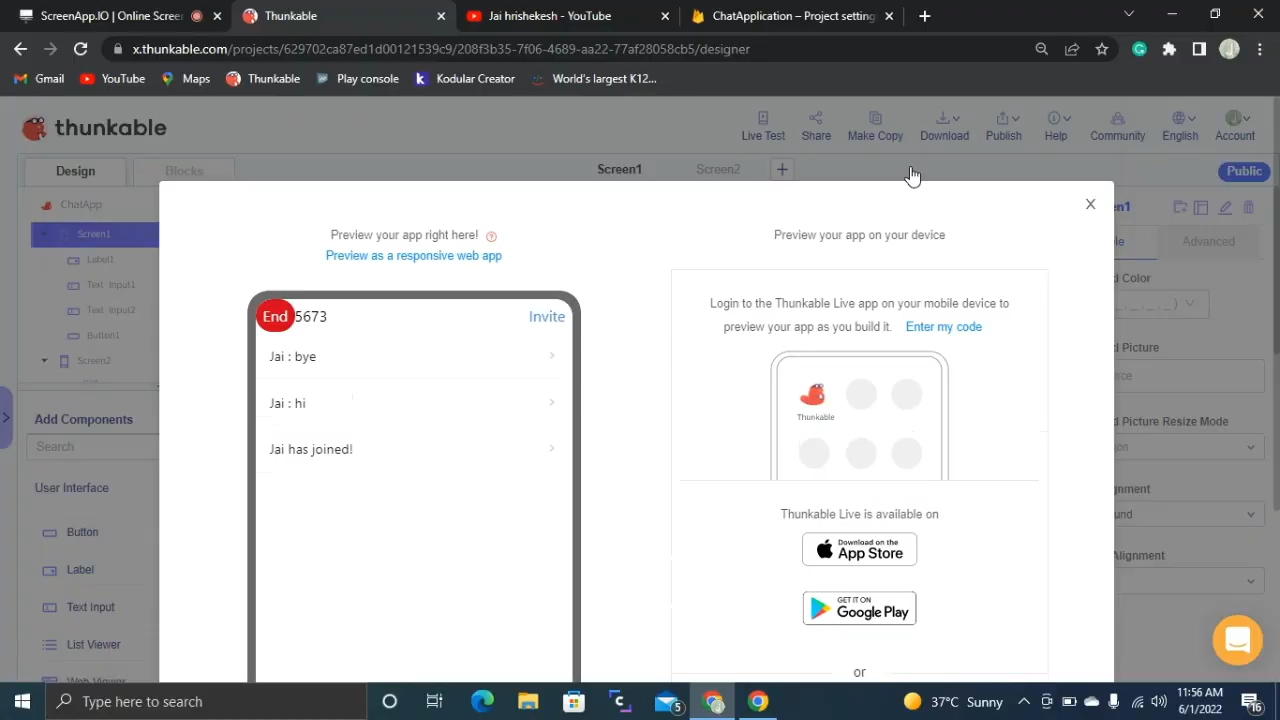 ScreenApp.IO | Online Screen
Thunkable
Jai hrishekesh - YouTube
ChatApplication – Project setting
x.thunkable.com/projects/629702ca87ed1d00121539c9/208f3b35-7f06-4689-aa22-77af28058cb5/designer
Gmail
YouTube
Maps
Thunkable
Play console
Kodular Creator
World's largest K12...
thunkable
Live Test
Share
Make Copy
Download
Publish
Help
Community
English
Account
Design
Blocks
Screen1
Screen2
Public
ChatApp
Screen1
Label1
Text Input1
Text Input2
Button1
Screen2
Add Components
Search
User Interface
Button
Label
Text Input
List Viewer
Web Viewer
X
Preview your app right here!
Preview as a responsive web app
End 5673
Invite
Jai : bye
Jai : hi
Jai has joined!
Preview your app on your device
Login to the Thunkable Live app on your mobile device to
preview your app as you build it. Enter my code
Thunkable
Thunkable Live is available on
Download on the
App Store
GET IT ON
Google Play
or
n1
Advanced
d Color
d Picture
rce
d Picture Resize Mode
Alignment
Type here to search
5
37°C Sunny
11:56 AM
6/1/2022
16